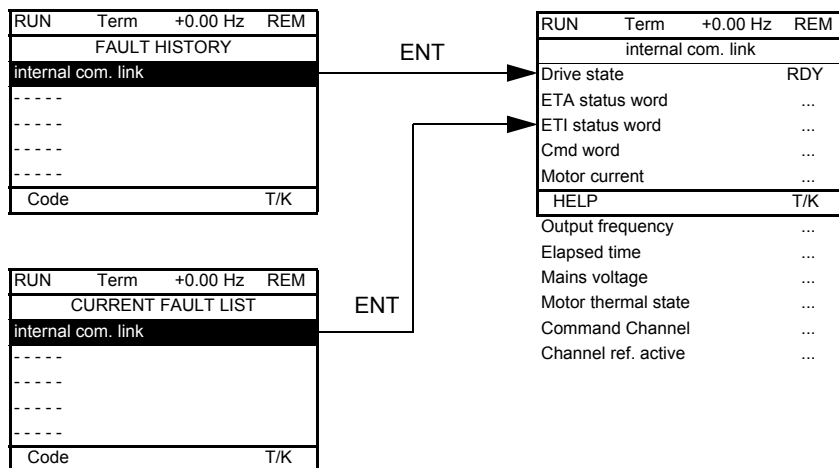 RUN Term +0.00 Hz REM
FAULT HISTORY
internal com. link
- - - - -
- - - - -
- - - - -
- - - - -
Code T/K
ENT
RUN Term +0.00 Hz REM
CURRENT FAULT LIST
internal com. link
- - - - -
- - - - -
- - - - -
- - - - -
Code T/K
ENT
RUN Term +0.00 Hz REM
internal com. link
Drive state RDY
ETA status word ...
ETI status word ...
Cmd word ...
Motor current ...
HELP T/K
Output frequency ...
Elapsed time ...
Mains voltage ...
Motor thermal state ...
Command Channel ...
Channel ref. active ...